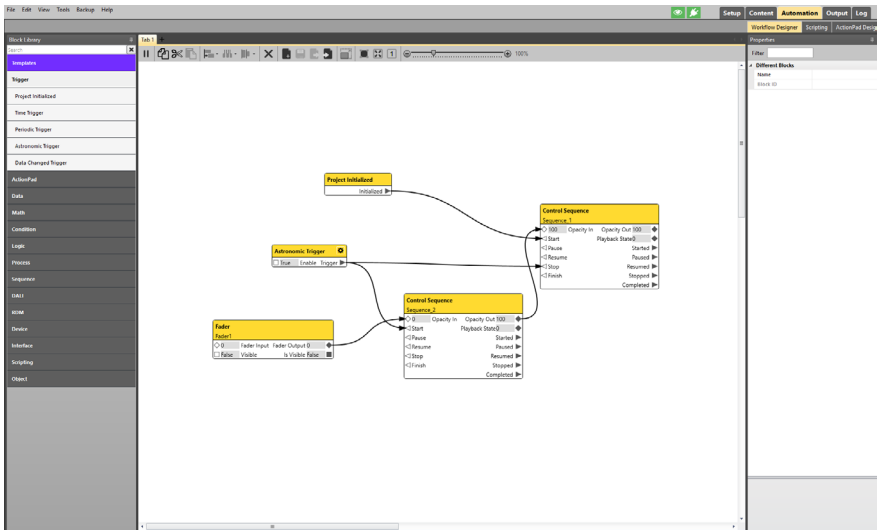 File Edit View Tools Backup Help
Setup Content Automation Output Log
Workflow Designer Scripting ActionPad Desig
Block Library
Search
Templates
Trigger
Project Initialized
Time Trigger
Periodic Trigger
Astronomic Trigger
Data Changed Trigger
ActionPad
Data
Math
Condition
Logic
Process
Sequence
DALI
RDM
Device
Interface
Scripting
Object
Tab 1
1
100%
Project Initialized
Initialized
Astronomic Trigger
True Enable Trigger
Fader
Fader1
0 Fader Input Fader Output 0
False Visible Is Visible False
Control Sequence
Sequence_2
0 Opacity In Opacity Out 100
Start Playback State 0
Pause Started
Resume Paused
Stop Resumed
Finish Stopped
Completed
Control Sequence
Sequence_1
100 Opacity In Opacity Out 100
Start Playback State 0
Pause Started
Resume Paused
Stop Resumed
Finish Stopped
Completed
Properties
Filter
Different Blocks
Name
Block ID